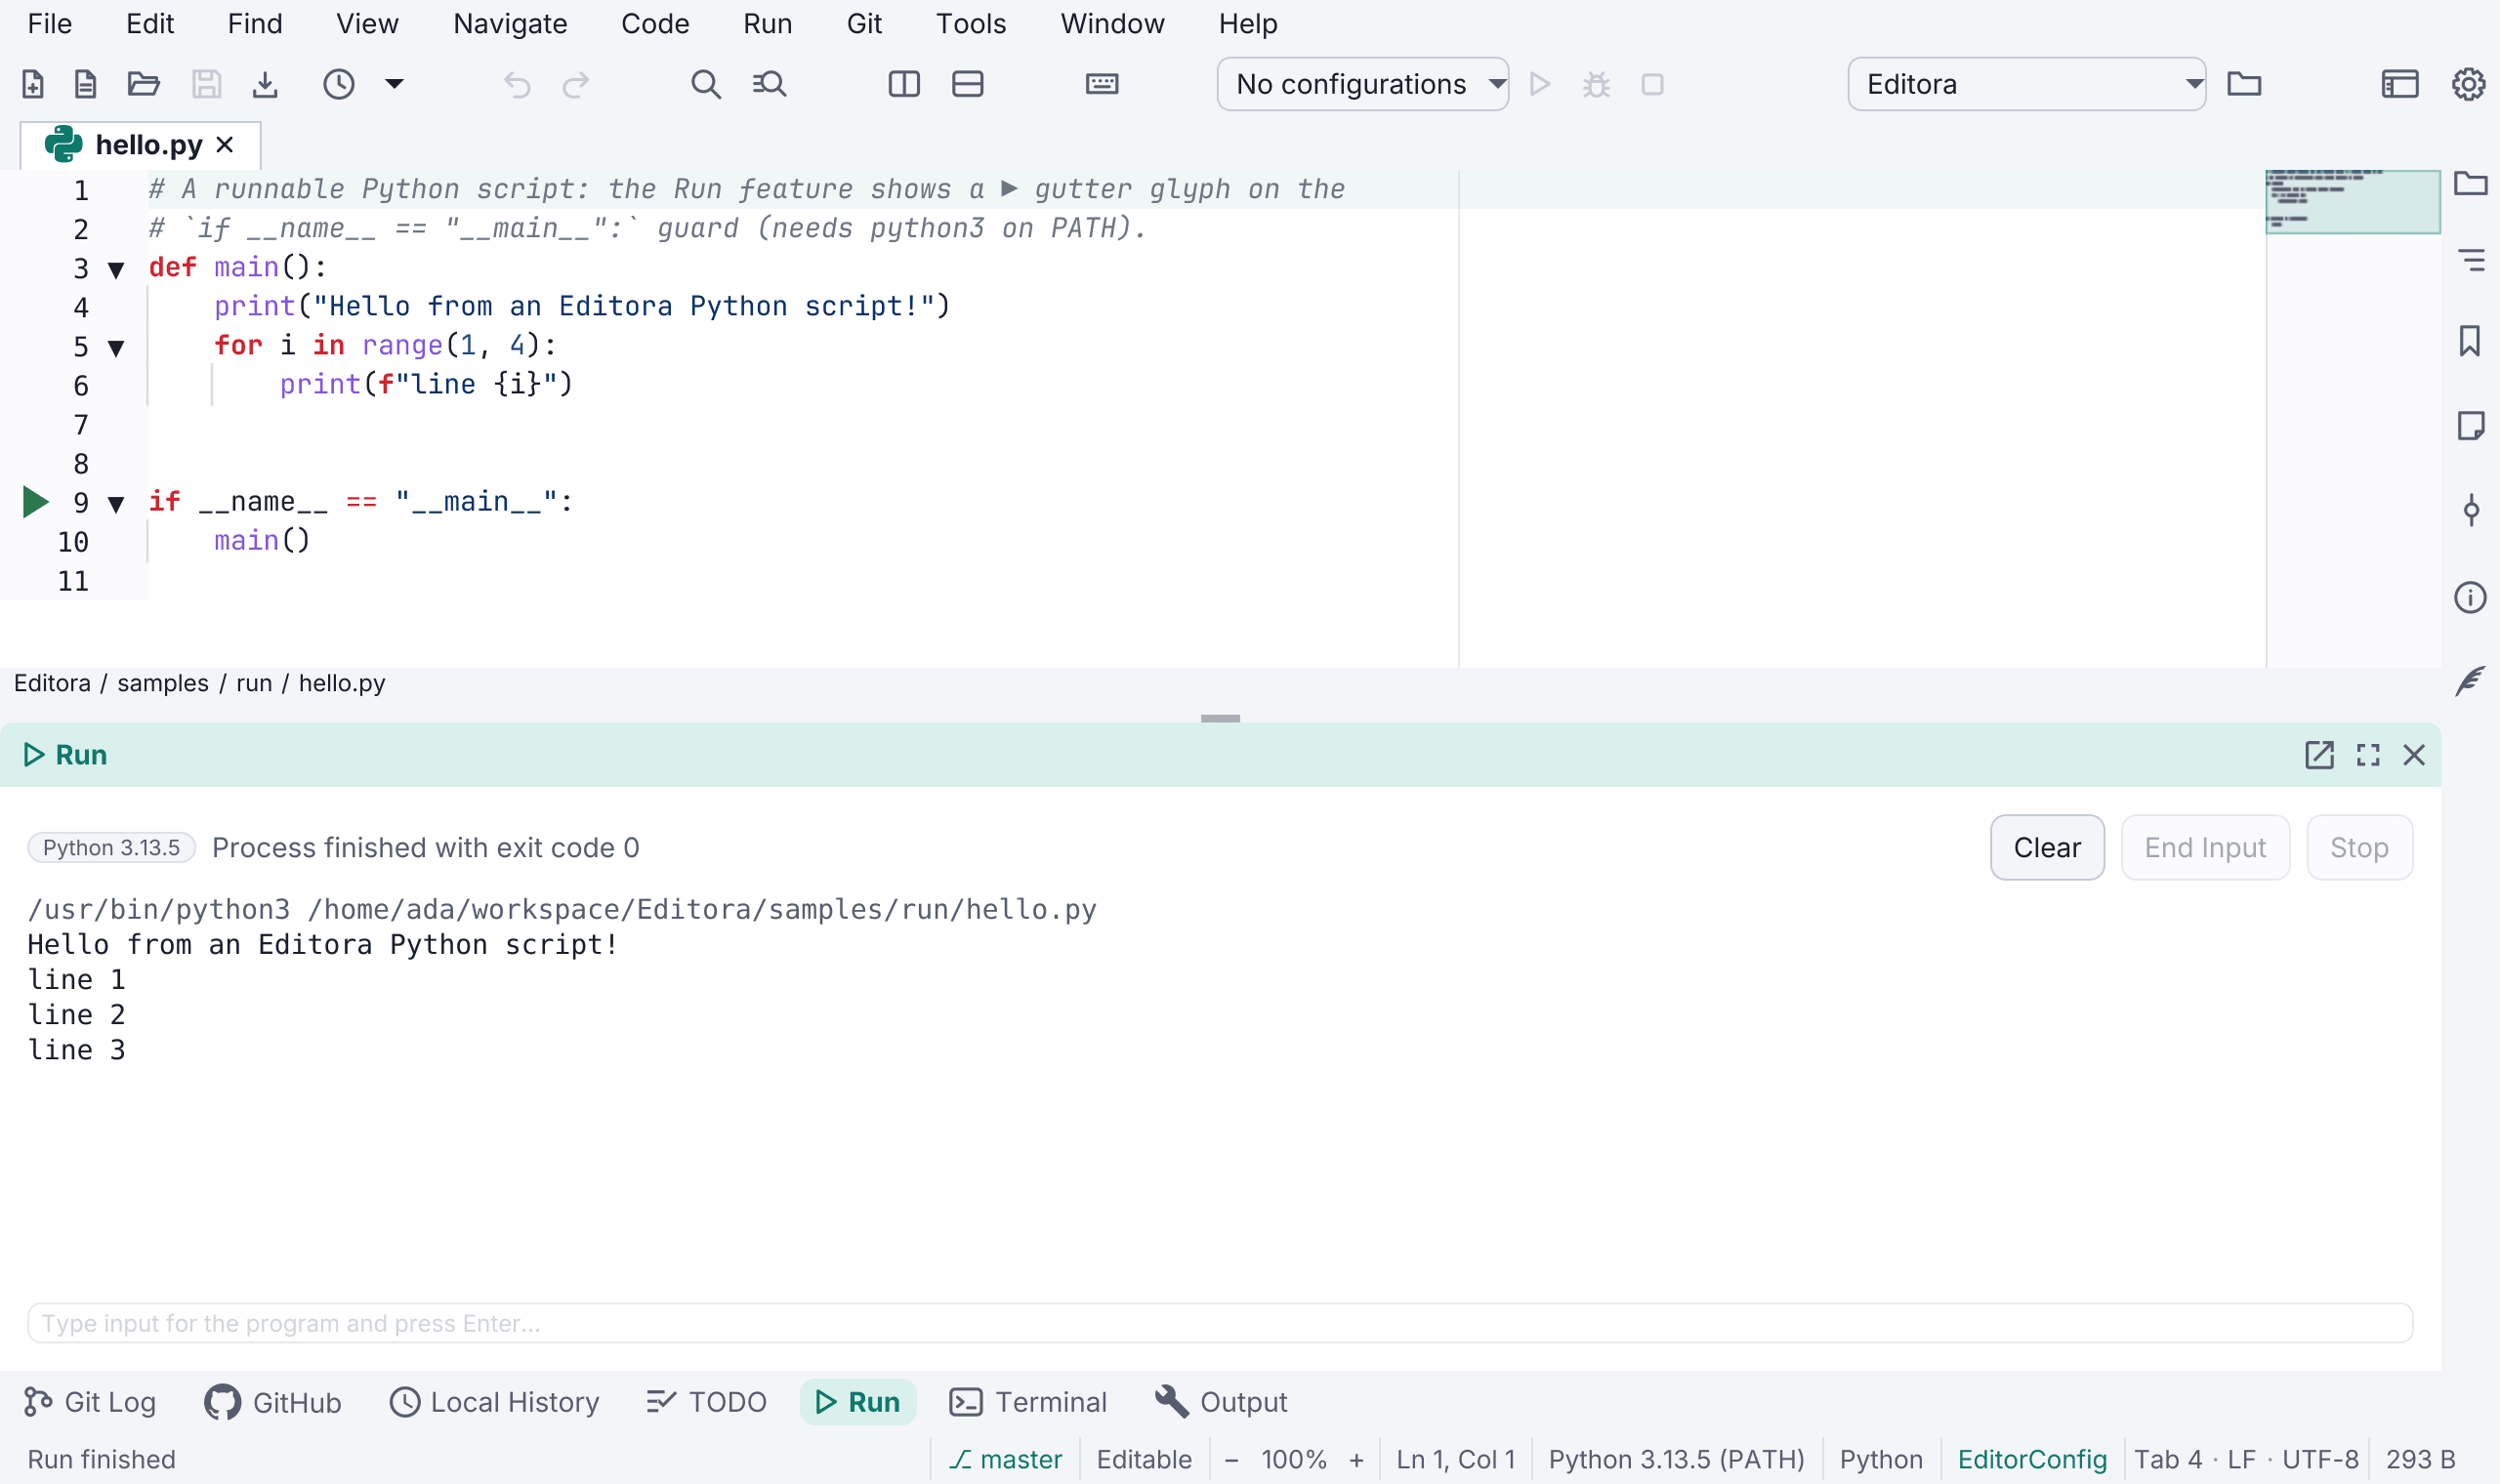 File Edit Find View Navigate Code Run Git Tools Window Help
No configurations Editora
hello.py
1 # A runnable Python script: the Run feature shows a ▶ gutter glyph on the
2 # `if __name__ == "__main__":` guard (needs python3 on PATH).
3 def main():
4 print("Hello from an Editora Python script!")
5 for i in range(1, 4):
6 print(f"line {i}")
7
8
9 if __name__ == "__main__":
10 main()
11
Editora / samples / run / hello.py
Run
Python 3.13.5 Process finished with exit code 0 Clear End Input Stop
/usr/bin/python3 /home/ada/workspace/Editora/samples/run/hello.py
Hello from an Editora Python script!
line 1
line 2
line 3
Type input for the program and press Enter...
Git Log GitHub Local History TODO Run Terminal Output
Run finished master Editable − 100% + Ln 1, Col 1 Python 3.13.5 (PATH) Python EditorConfig Tab 4 · LF · UTF-8 293 B